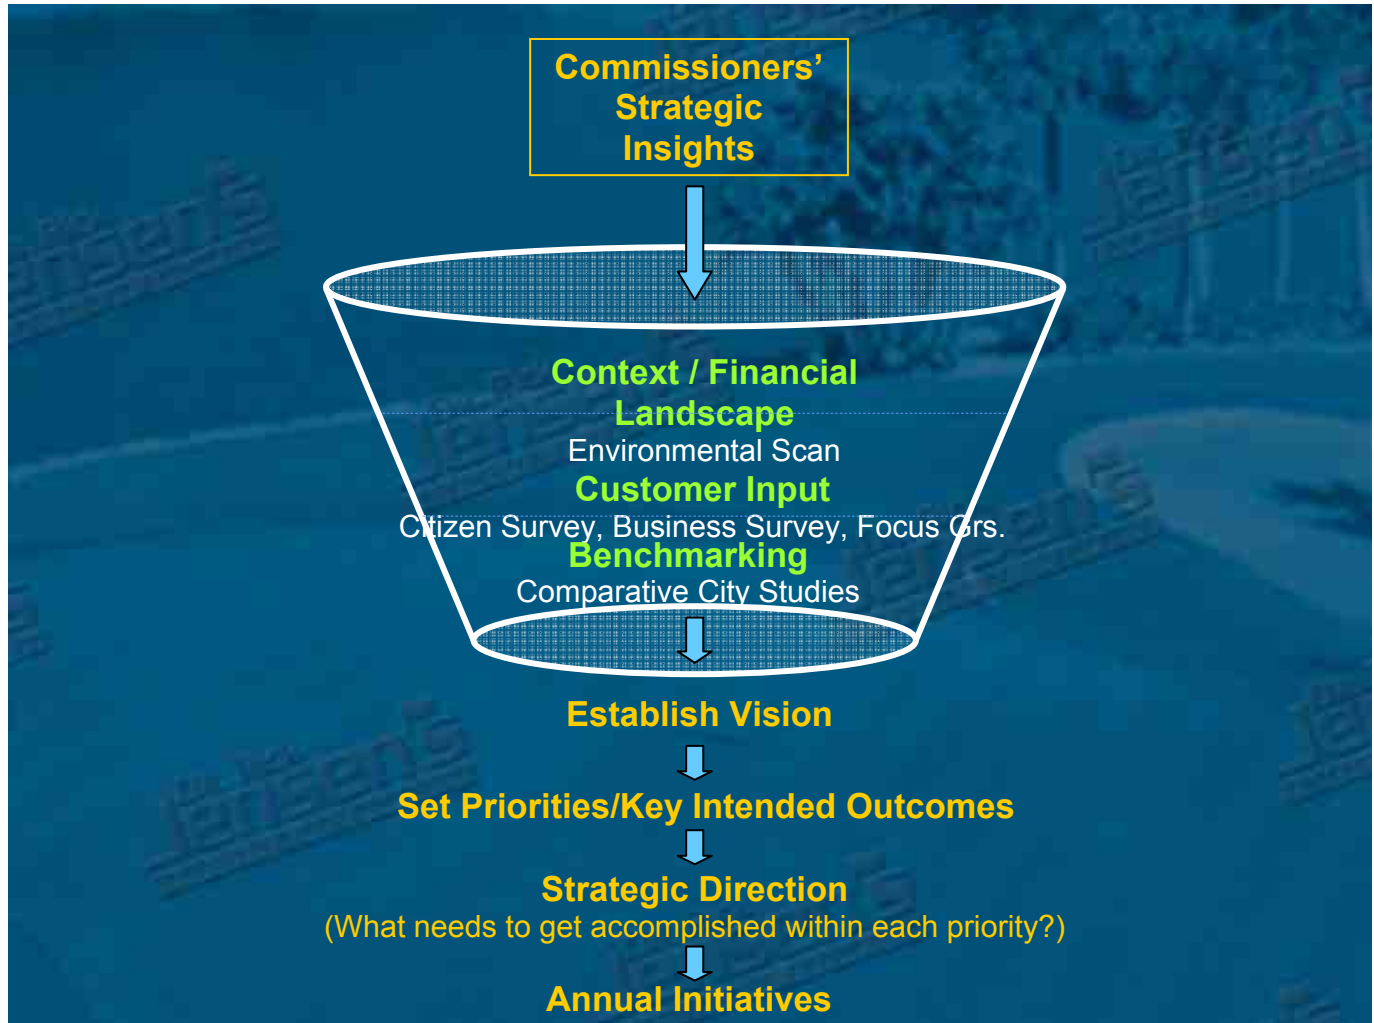 Commissioners’
Strategic
Insights
Context / Financial
Landscape
Environmental Scan
Customer Input
Citizen Survey, Business Survey, Focus Grs.
Benchmarking
Comparative City Studies
Establish Vision
Set Priorities/Key Intended Outcomes
Strategic Direction
(What needs to get accomplished within each priority?)
Annual Initiatives